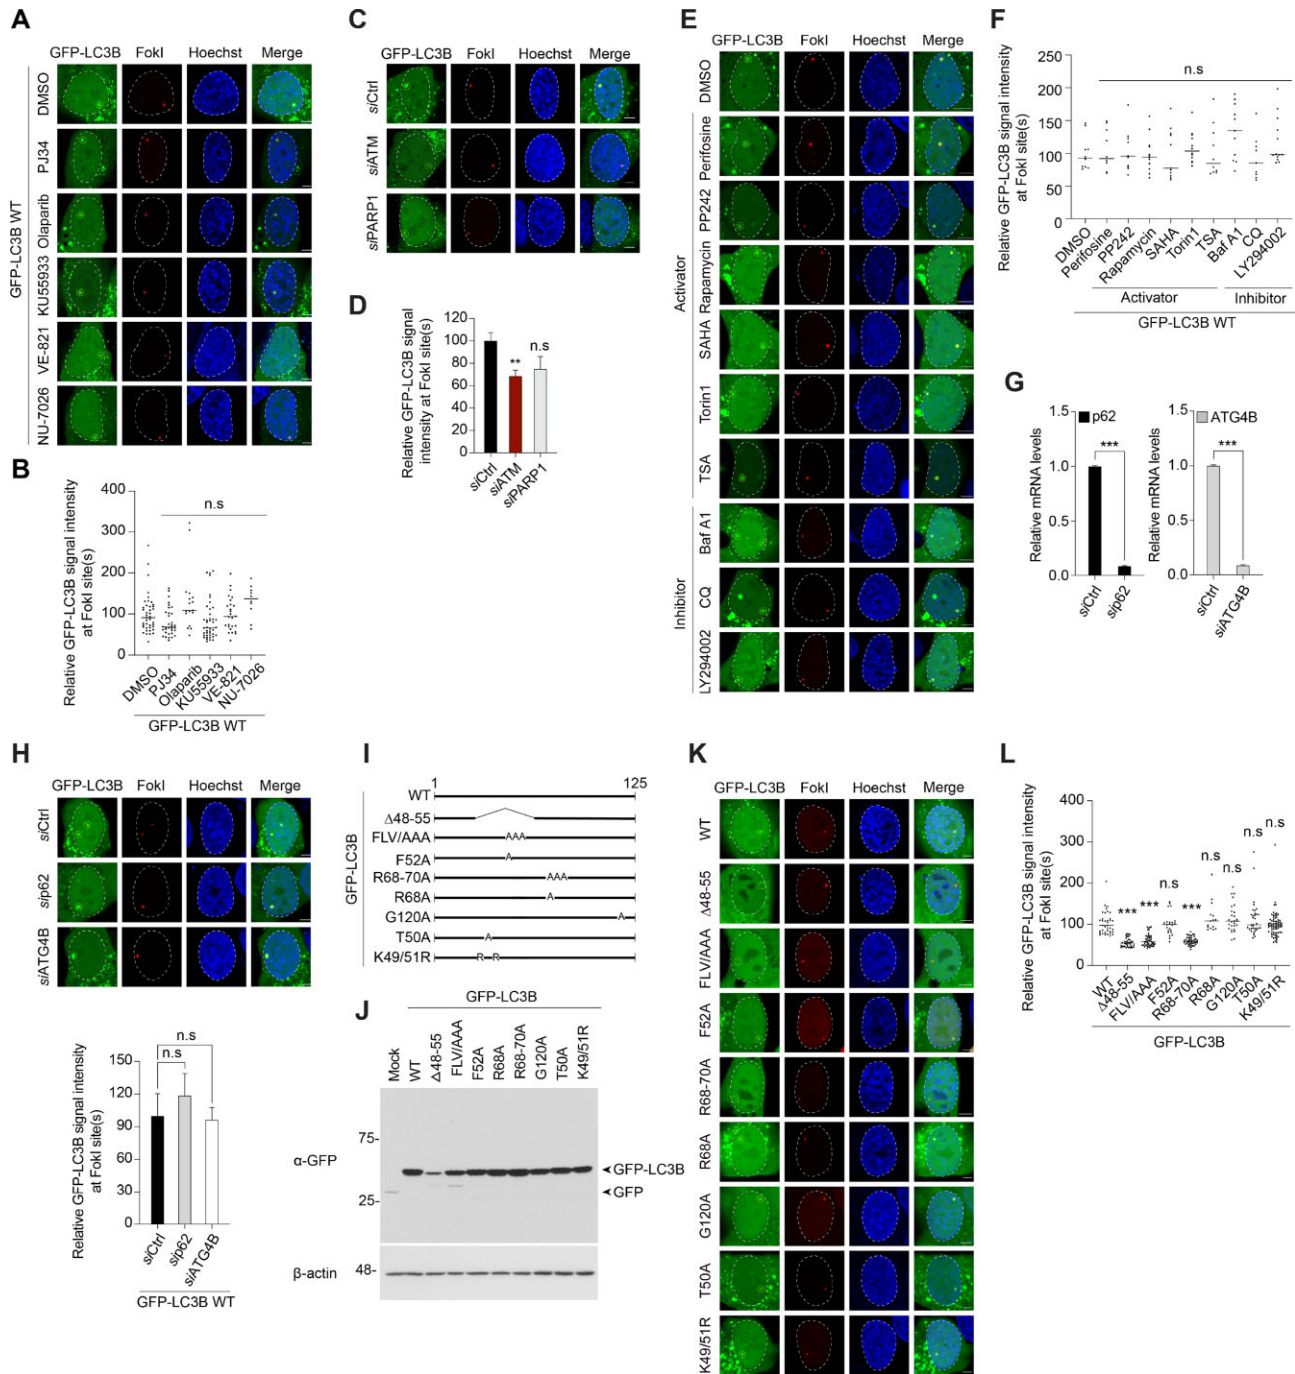 A
GFP-LC3B FokI Hoechst Merge
GFP-LC3B WT
DMSO
PJ34
Olaparib
KU55933
VE-821
NU-7026
B
Relative GFP-LC3B signal intensity
at FokI site(s)
400
300
200
100
0
n.s
DMSO
PJ34
Olaparib
KU55933
VE-821
NU-7026
GFP-LC3B WT
C
GFP-LC3B FokI Hoechst Merge
siCtrl
siATM
siPARP1
D
Relative GFP-LC3B signal
intensity at FokI site(s)
120
100
80
60
40
20
0
**
n.s
siCtrl
siATM
siPARP1
E
GFP-LC3B FokI Hoechst Merge
DMSO
Activator
Perifosine
PP242
Rapamycin
SAHA
Torin1
TSA
Inhibitor
Baf A1
CQ
LY294002
F
Relative GFP-LC3B signal intensity
at FokI site(s)
250
200
150
100
50
0
n.s
DMSO
Perifosine
PP242
Rapamycin
SAHA
Torin1
TSA
Baf A1
CQ
LY294002
Activator Inhibitor
GFP-LC3B WT
G
p62
Relative mRNA levels
1.5
1.0
0.5
0.0
***
siCtrl
sip62
ATG4B
Relative mRNA levels
1.5
1.0
0.5
0.0
***
siCtrl
siATG4B
H
GFP-LC3B FokI Hoechst Merge
siCtrl
sip62
siATG4B
Relative GFP-LC3B signal intensity
at FokI site(s)
150
120
90
60
30
0
n.s
n.s
siCtrl
sip62
siATG4B
GFP-LC3B WT
I
1 125
GFP-LC3B
WT
Δ48-55
FLV/AAA AAA
F52A A
R68-70A AAA
R68A A
G120A A
T50A A
K49/51R R R
J
GFP-LC3B
Mock
WT
Δ48-55
FLV/AAA
F52A
R68A
R68-70A
G120A
T50A
K49/51R
75-
α-GFP
GFP-LC3B
25-
GFP
β-actin
48-
K
GFP-LC3B FokI Hoechst Merge
WT
Δ48-55
FLV/AAA
F52A
R68-70A
R68A
G120A
T50A
K49/51R
L
Relative GFP-LC3B signal intensity
at FokI site(s)
400
300
200
100
0
***
***
n.s
***
n.s
n.s
n.s
n.s
WT
Δ48-55
FLV/AAA
F52A
R68-70A
R68A
G120A
T50A
K49/51R
GFP-LC3B